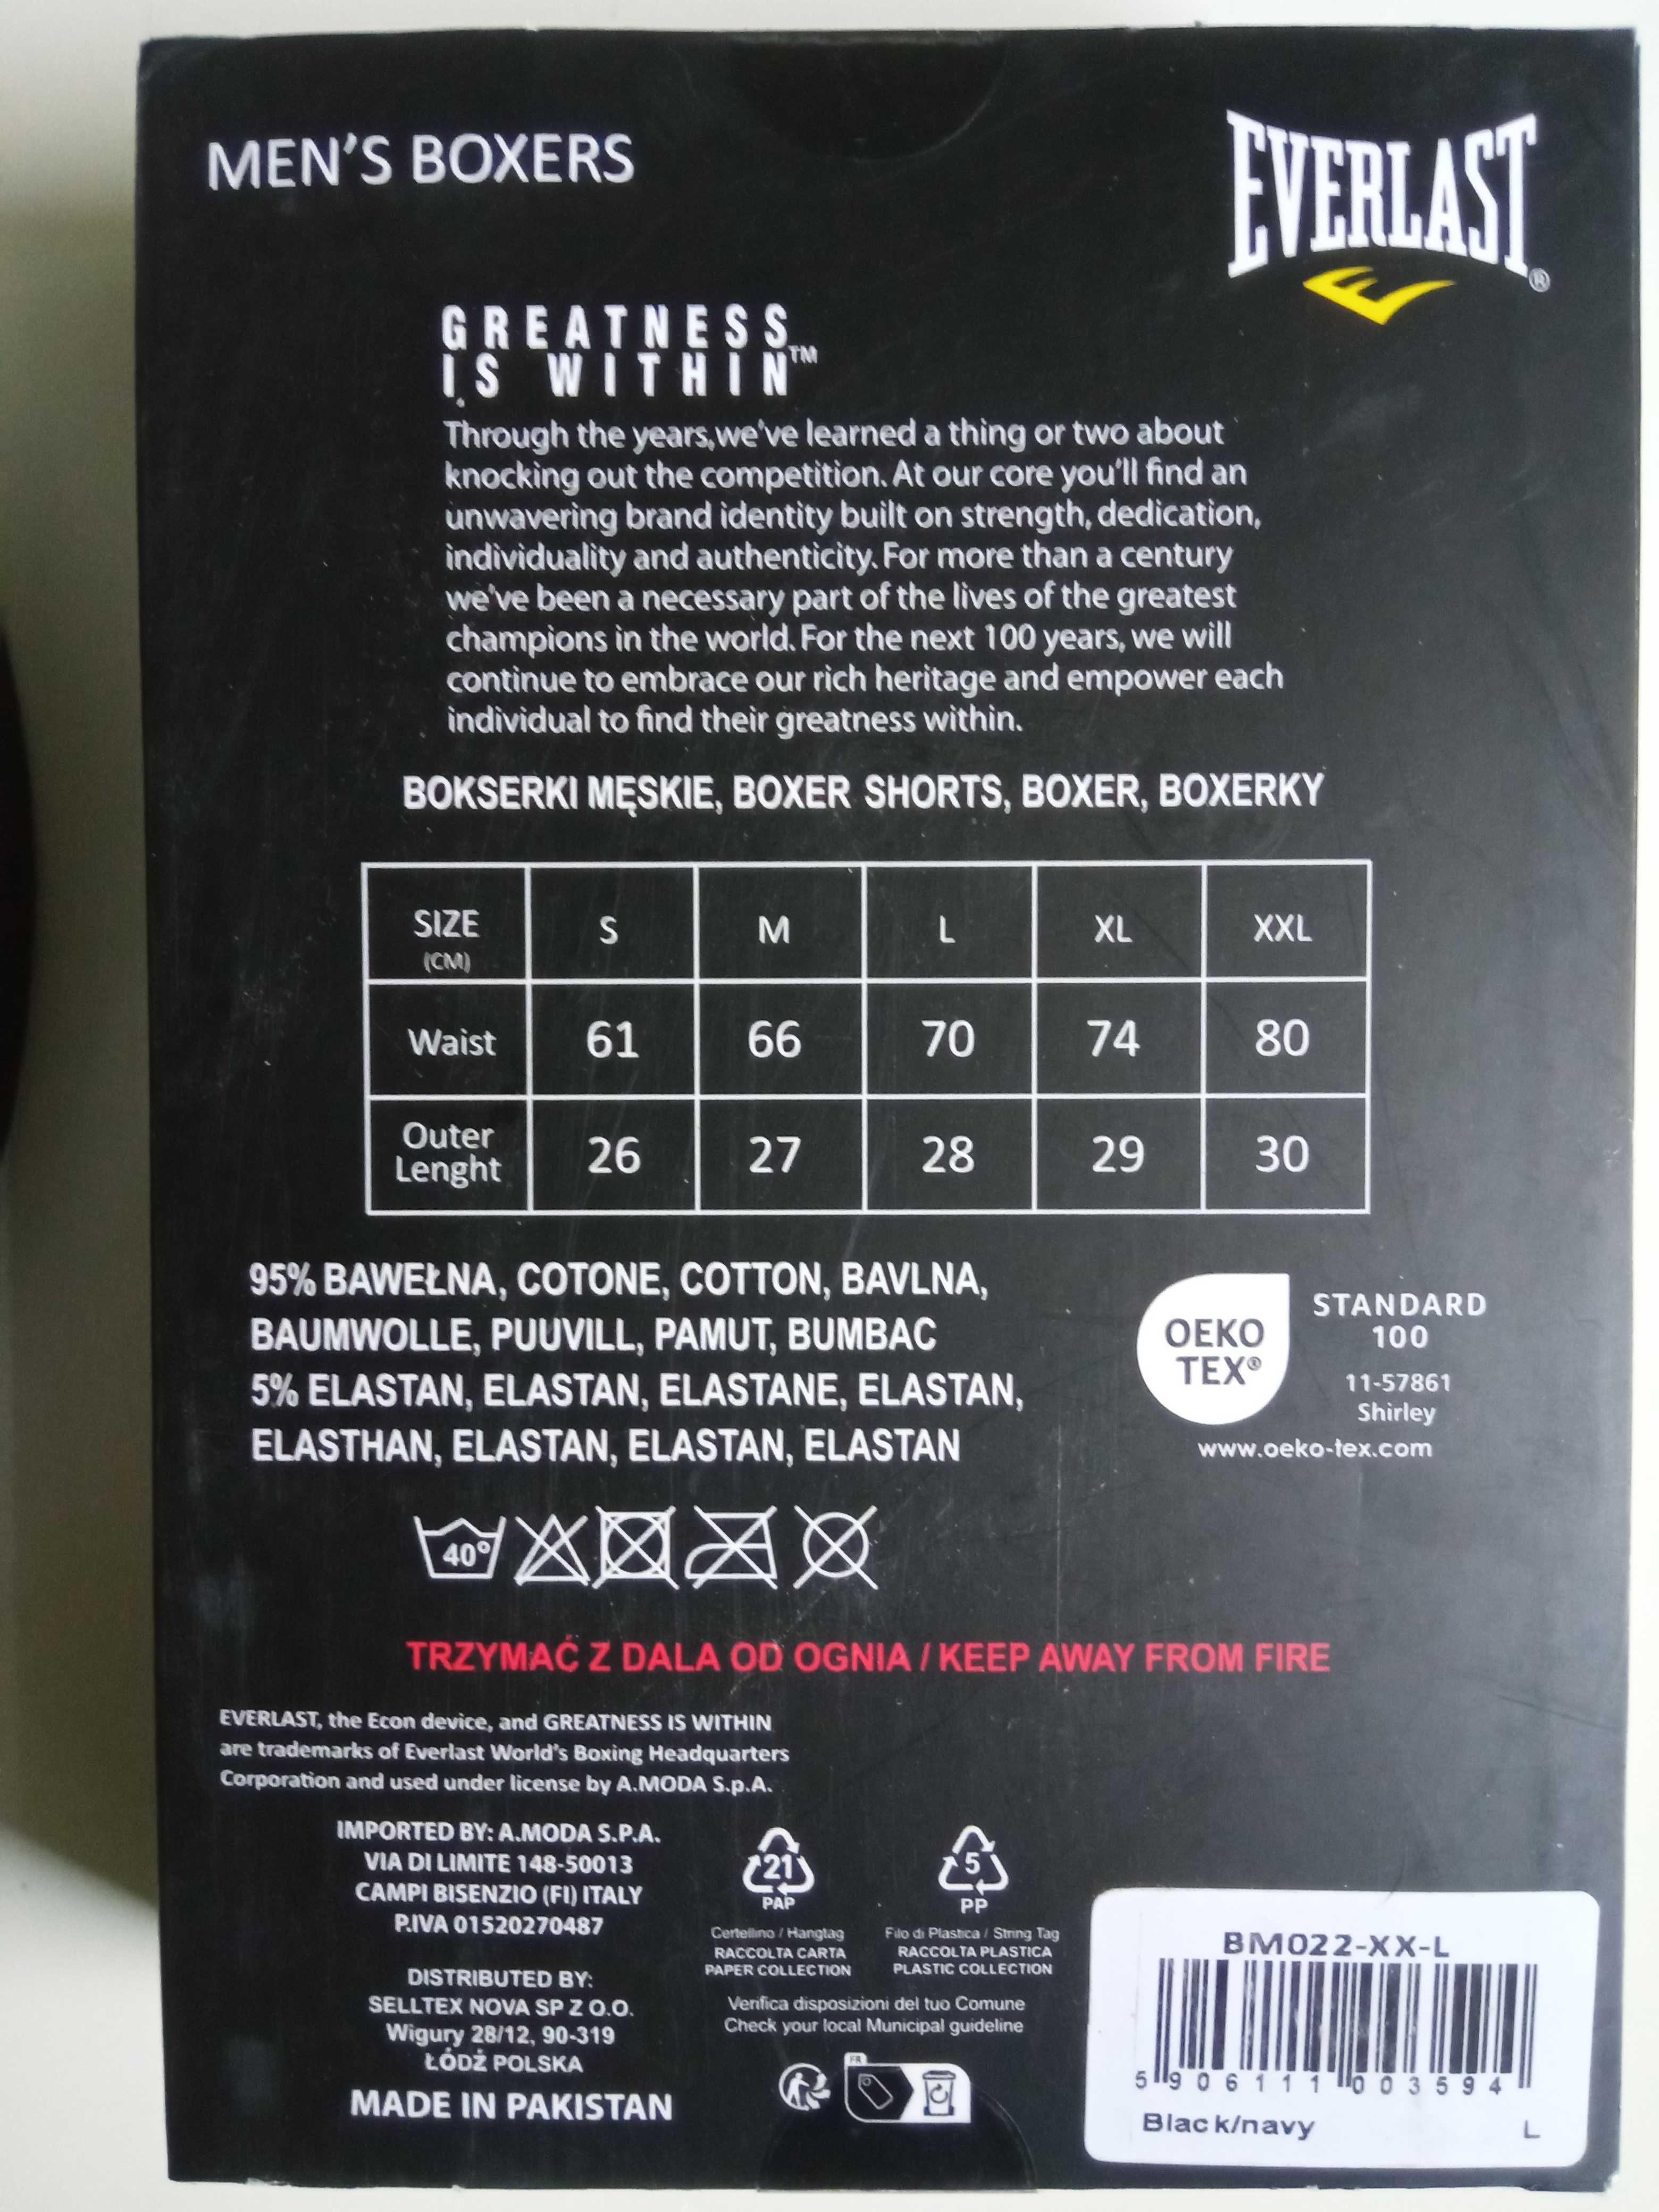 MEN'S BOXERS
EVERLAST®
GREATNESS
IS WITHIN™
Through the years,we've learned a thing or two about
knocking out the competition. At our core you'll find an
unwavering brand identity built on strength, dedication,
individuality and authenticity. For more than a century
we've been a necessary part of the lives of the greatest
champions in the world. For the next 100 years, we will
continue to embrace our rich heritage and empower each
individual to find their greatness within.
BOKSERKI MĘSKIE, BOXER SHORTS, BOXER, BOXERKY
SIZE (CM) S M L XL XXL
Waist 61 66 70 74 80
Outer Lenght 26 27 28 29 30
95% BAWEŁNA, COTONE, COTTON, BAVLNA,
BAUMWOLLE, PUUVILL, PAMUT, BUMBAC
5% ELASTAN, ELASTAN, ELASTANE, ELASTAN,
ELASTHAN, ELASTAN, ELASTAN, ELASTAN
OEKO
TEX®
STANDARD
100
11-57861
Shirley
www.oeko-tex.com
40°
TRZYMAĆ Z DALA OD OGNIA / KEEP AWAY FROM FIRE
EVERLAST, the Econ device, and GREATNESS IS WITHIN
are trademarks of Everlast World's Boxing Headquarters
Corporation and used under license by A.MODA S.p.A.
IMPORTED BY: A.MODA S.P.A.
VIA DI LIMITE 148-50013
CAMPI BISENZIO (FI) ITALY
P.IVA 01520270487
DISTRIBUTED BY:
SELLTEX NOVA SP Z O.O.
Wigury 28/12, 90-319
ŁÓDŹ POLSKA
MADE IN PAKISTAN
21
PAP
Certellino / Hangtag
RACCOLTA CARTA
PAPER COLLECTION
5
PP
Filo di Plastica / String Tag
RACCOLTA PLASTICA
PLASTIC COLLECTION
Verifica disposizioni del tuo Comune
Check your local Municipal guideline
FR
BM022-XX-L
5 906111 003594
Black/navy L